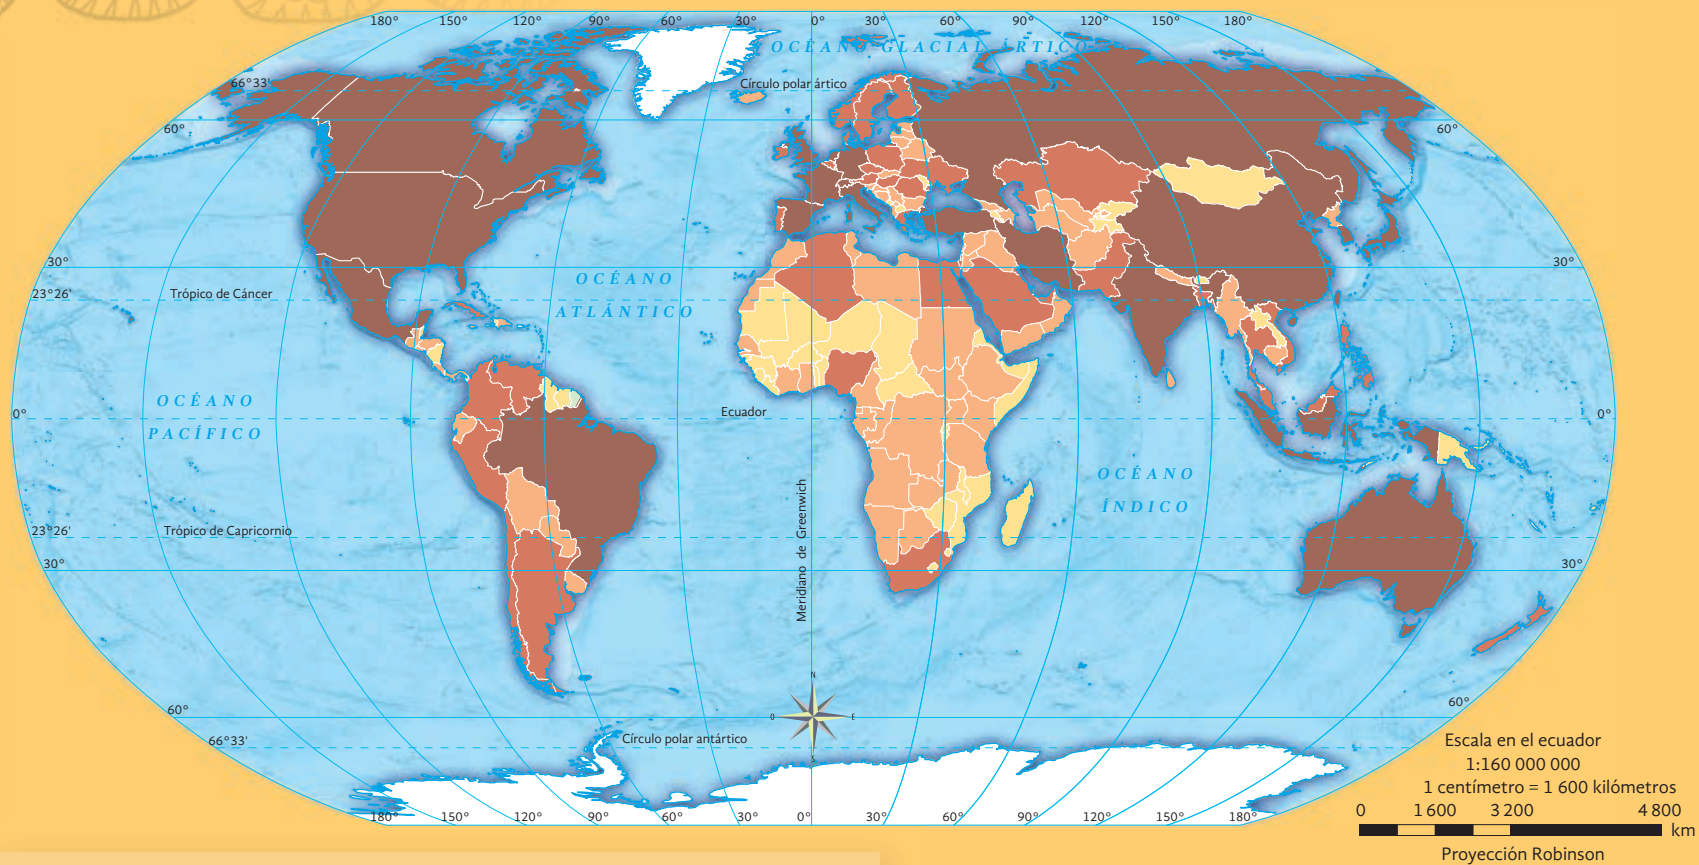 180° 150° 120° 90° 60° 30° 0° 30° 60° 90° 120° 150° 180°
OCÉANO GLACIAL ÁRTICO
66°33' Círculo polar ártico
60° 60°
30° 30°
23°26' Trópico de Cáncer
OCÉANO
ATLÁNTICO
OCÉANO
PACÍFICO
0° Ecuador 0°
OCÉANO
ÍNDICO
Meridiano de Greenwich
23°26' Trópico de Capricornio
30° 30°
N
O E
S
60° 60°
66°33' Círculo polar antártico
180° 150° 120° 90° 60° 30° 0° 30° 60° 90° 120° 150° 180°
Escala en el ecuador
1:160 000 000
1 centímetro = 1 600 kilómetros
0 1 600 3 200 4 800
km
Proyección Robinson